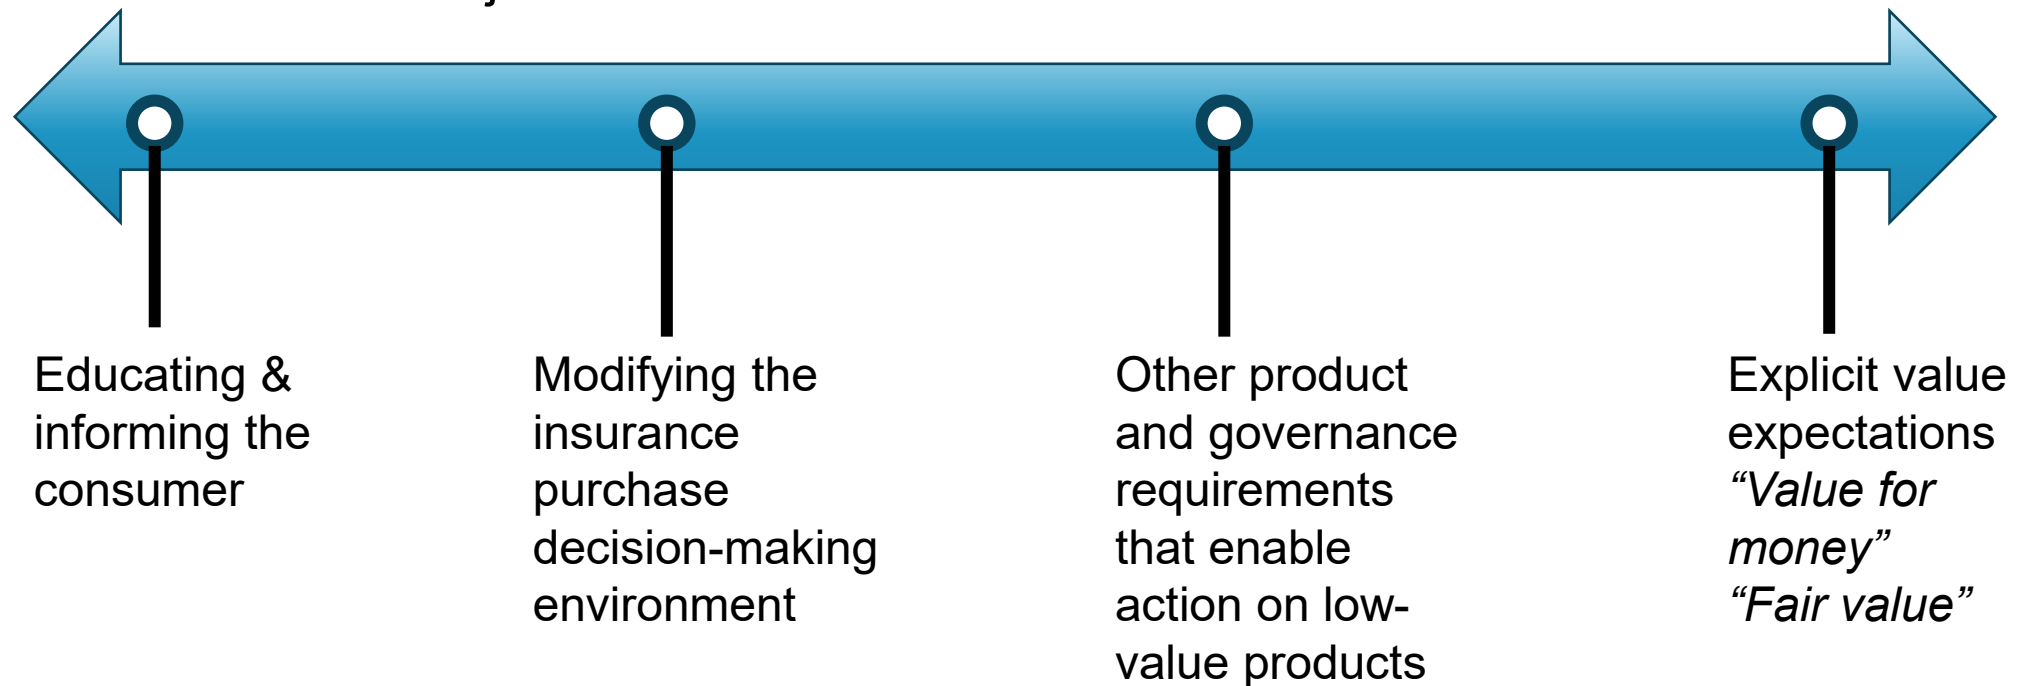 Educating &
informing the
consumer
Modifying the
insurance
purchase
decision-making
environment
Other product
and governance
requirements
that enable
action on low-
value products
Explicit value
expectations
“Value for
money”
“Fair value”